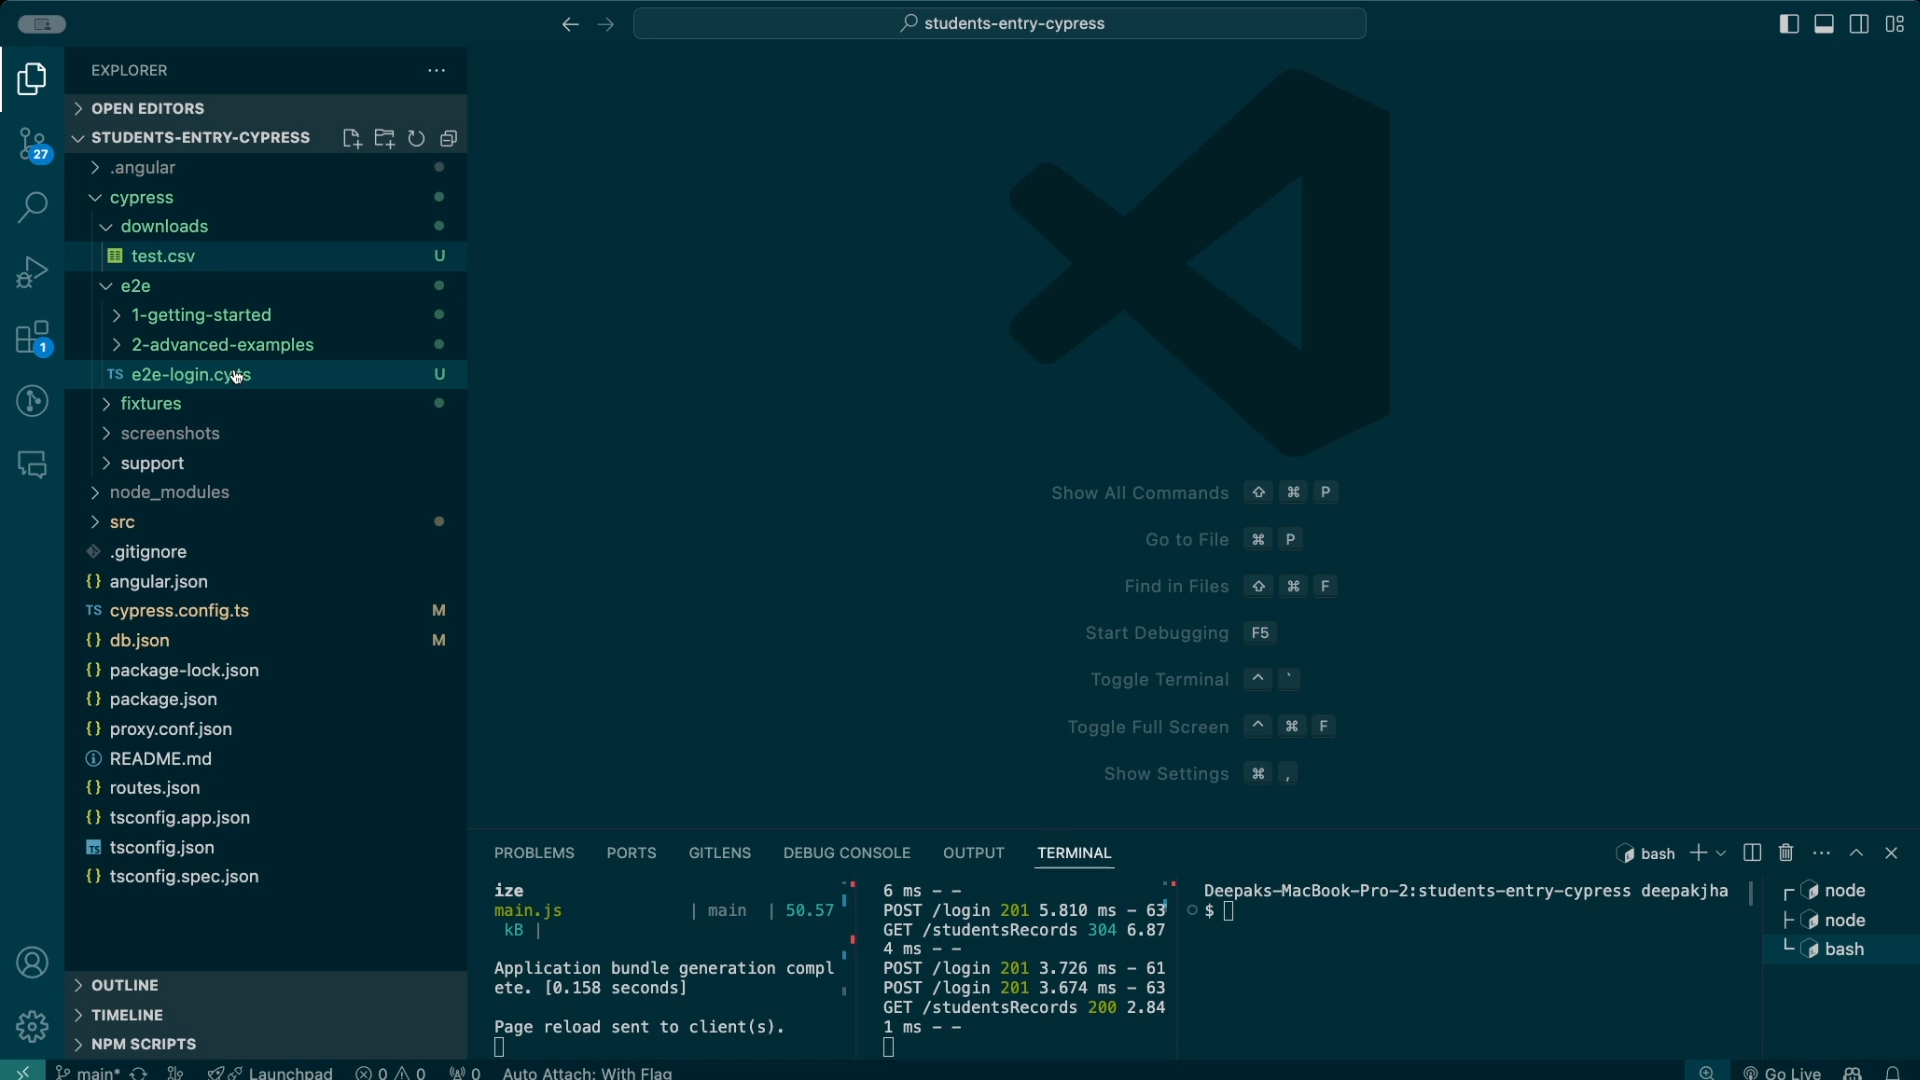 students-entry-cypress
EXPLORER
OPEN EDITORS
STUDENTS-ENTRY-CYPRESS
27
.angular
cypress
downloads
test.csv U
e2e
1-getting-started
2-advanced-examples
1
TS e2e-login.cy.ts U
fixtures
screenshots
support
node_modules
src
.gitignore
{} angular.json
TS cypress.config.ts M
{} db.json M
{} package-lock.json
{} package.json
{} proxy.conf.json
README.md
{} routes.json
{} tsconfig.app.json
TS tsconfig.json
{} tsconfig.spec.json
OUTLINE
TIMELINE
NPM SCRIPTS
Show All Commands ⇧ ⌘ P
Go to File ⌘ P
Find in Files ⇧ ⌘ F
Start Debugging F5
Toggle Terminal ^ `
Toggle Full Screen ^ ⌘ F
Show Settings ⌘ ,
PROBLEMS PORTS GITLENS DEBUG CONSOLE OUTPUT TERMINAL
bash
ize
main.js | main | 50.57
kB |
Application bundle generation compl
ete. [0.158 seconds]
Page reload sent to client(s).
6 ms - -
POST /login 201 5.810 ms - 63
GET /studentsRecords 304 6.87
4 ms - -
POST /login 201 3.726 ms - 61
POST /login 201 3.674 ms - 63
GET /studentsRecords 200 2.84
1 ms - -
Deepaks-MacBook-Pro-2:students-entry-cypress deepakjha
$
node
node
bash
main* Launchpad 0 0 0 Auto Attach: With Flag Go Live